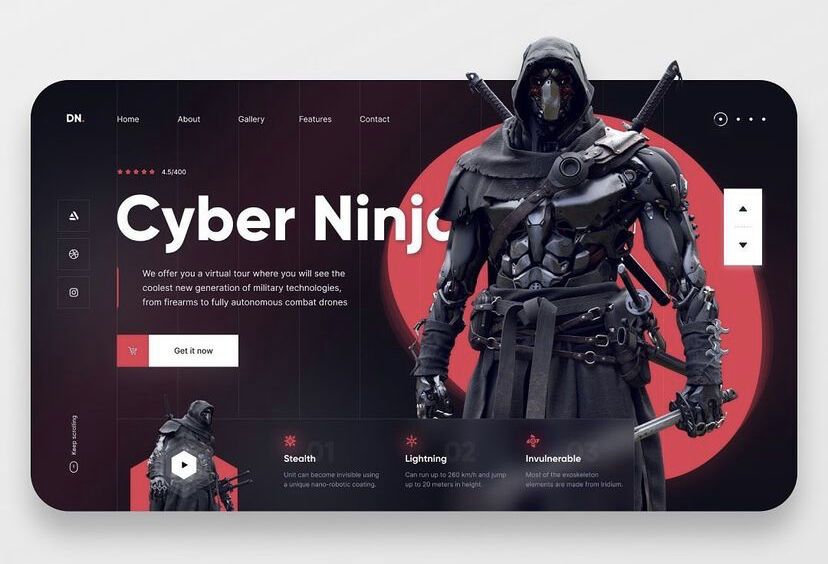 DN.
Home About Gallery Features Contact
4.5/400
Cyber Ninj
We offer you a virtual tour where you will see the
coolest new generation of military technologies,
from firearms to fully autonomous combat drones
Get it now
Keep scrolling
01
Stealth
Unit can become invisible using
a unique nano-robotic coating.
02
Lightning
Can run up to 260 km/h and jump
up to 20 meters in height.
03
Invulnerable
Most of the exoskeleton
elements are made from Iridium.